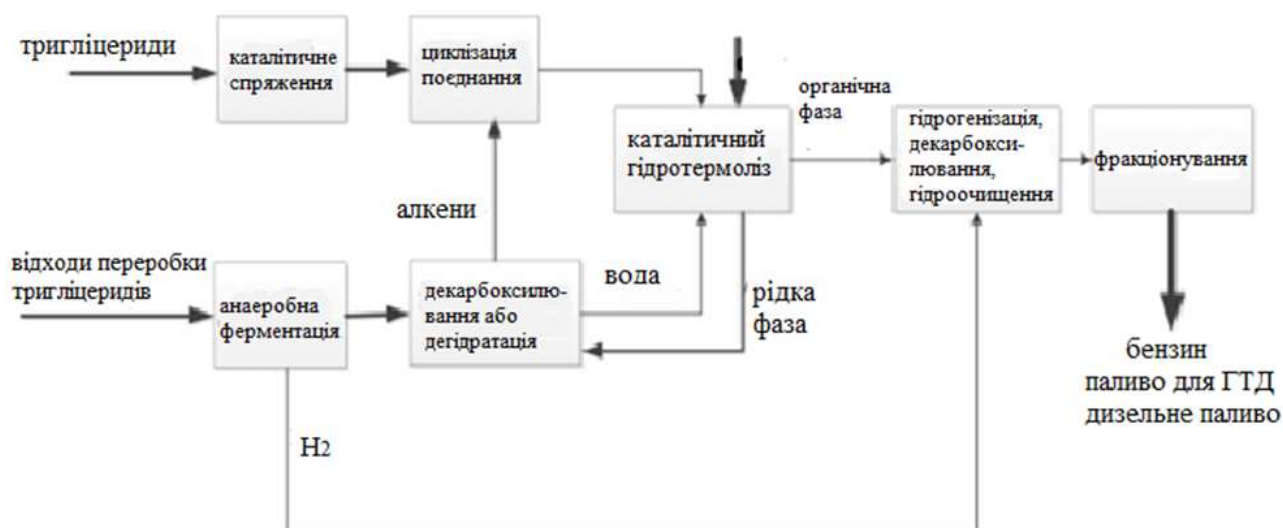 тригліцериди
каталітичне
спряження
циклізація
поєднання
каталітичний
гідротермоліз
органічна
фаза
гідрогенізація,
декарбокси-
лювання,
гідроочищення
фракціонування
алкени
відходи переробки
тригліцеридів
анаеробна
ферментація
декарбоксилю-
вання або
дегідратація
вода
рідка
фаза
бензин
паливо для ГТД
дизельне паливо
H2